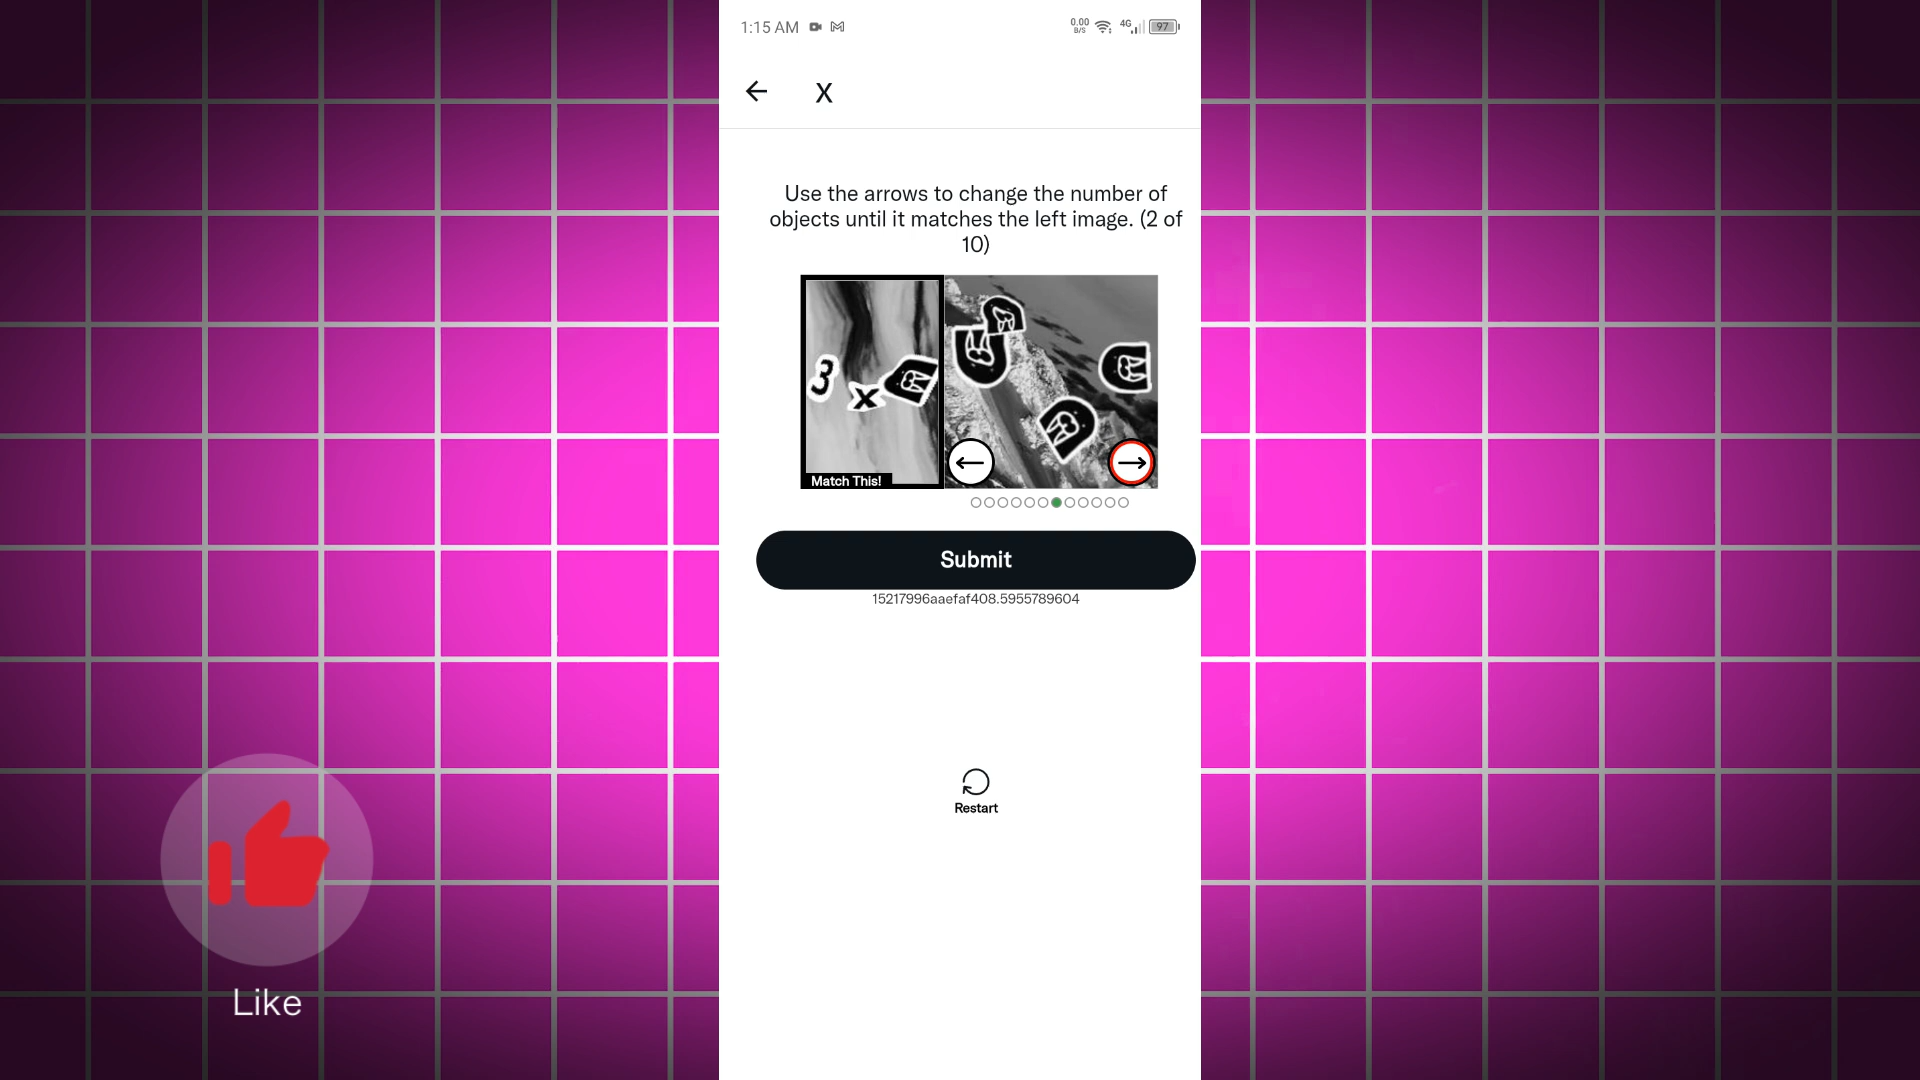 1:15 AM
0.00
B/S
4G
97
X
Use the arrows to change the number of
objects until it matches the left image. (2 of
10)
3 x
Match This!
Submit
15217996aaefaf408.5955789604
Restart
Like